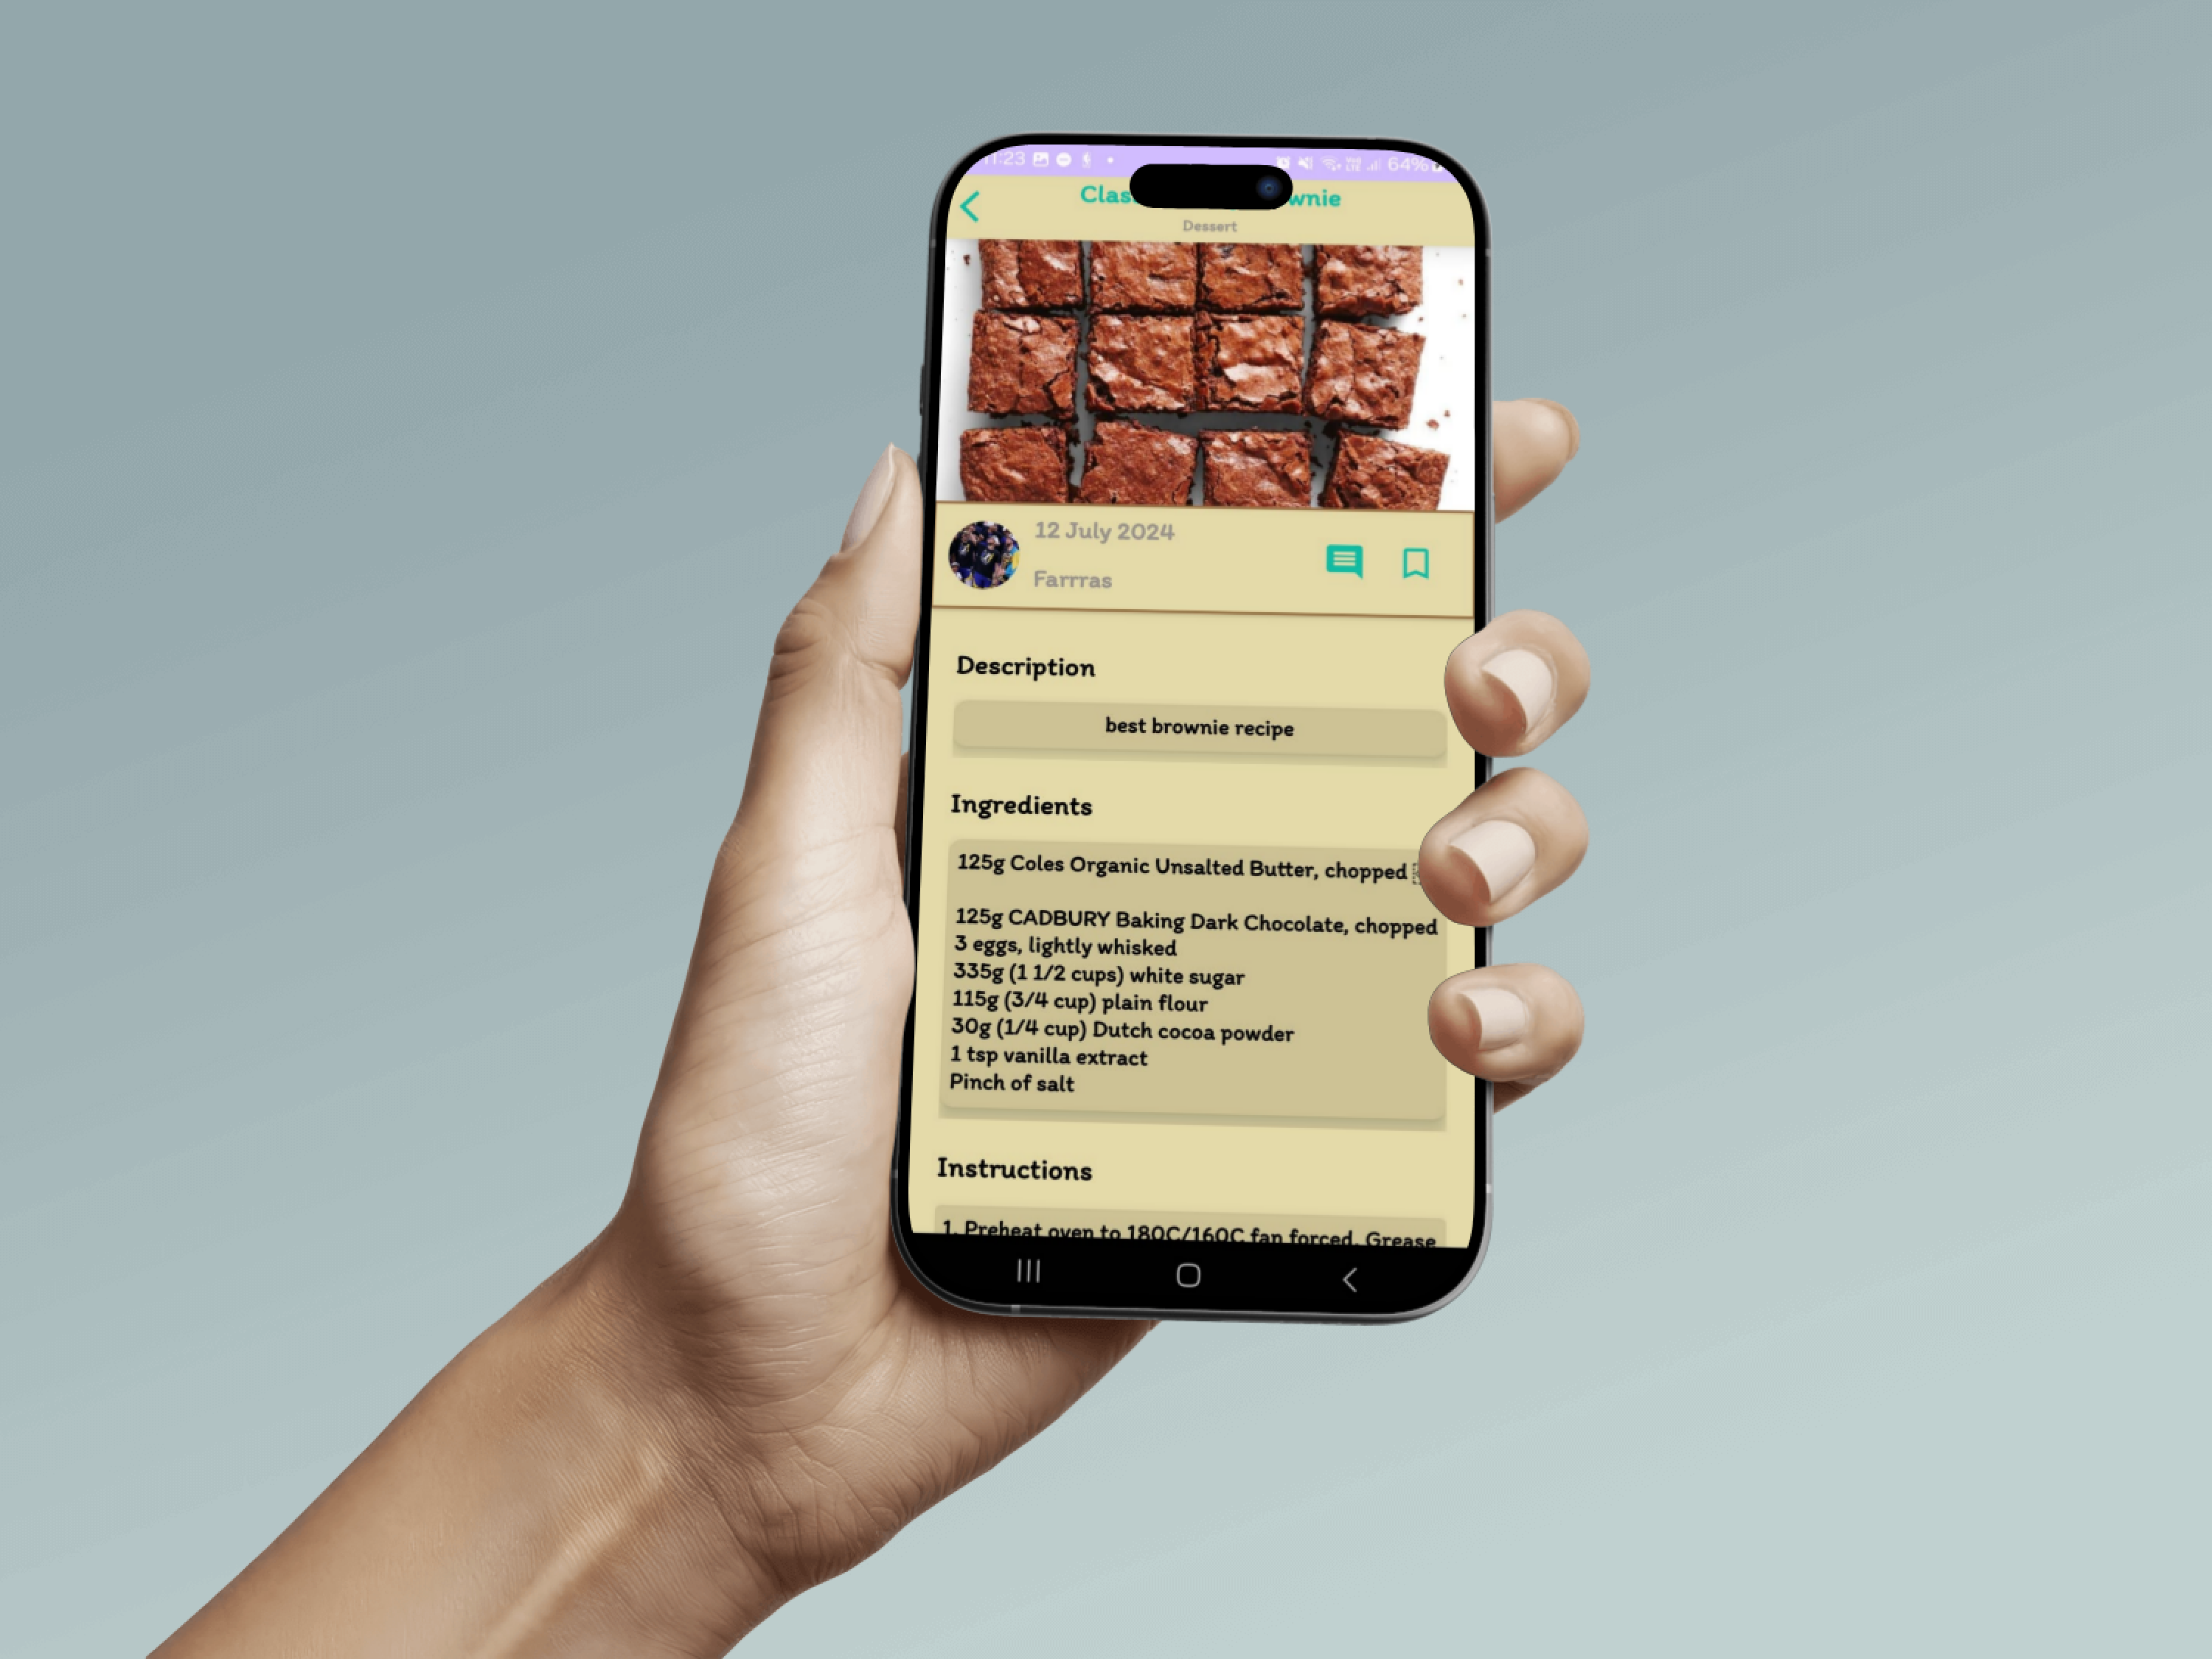 11:23 64%
Dessert
12 July 2024
Farrras
Description
best brownie recipe
Ingredients
125g Coles Organic Unsalted Butter, chopped
125g CADBURY Baking Dark Chocolate, chopped
3 eggs, lightly whisked
335g (1 1/2 cups) white sugar
115g (3/4 cup) plain flour
30g (1/4 cup) Dutch cocoa powder
1 tsp vanilla extract
Pinch of salt
Instructions
1. Preheat oven to 180C/160C fan forced. Grease